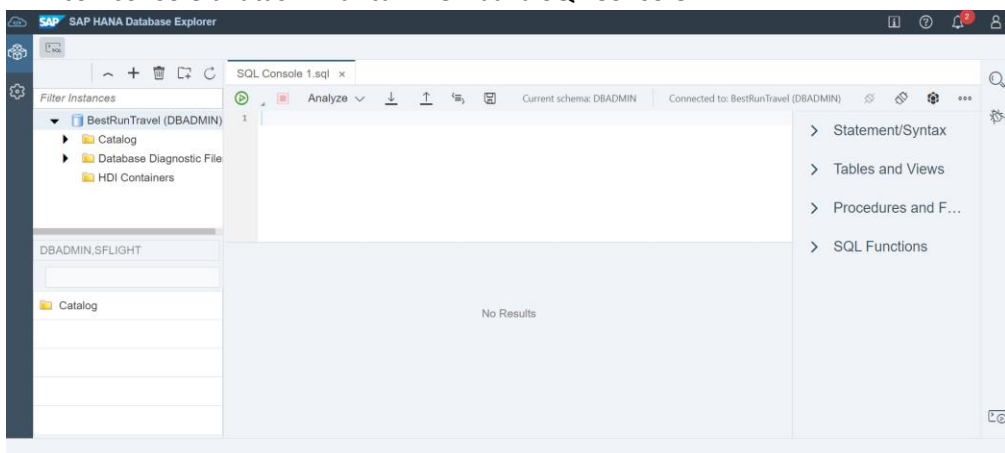 SAP SAP HANA Database Explorer 2
SQL Console 1.sql ×
Filter Instances
Analyze
Current schema: DBADMIN
Connected to: BestRunTravel (DBADMIN)
BestRunTravel (DBADMIN)
Catalog
Database Diagnostic File
HDI Containers
1
Statement/Syntax
Tables and Views
Procedures and F...
SQL Functions
DBADMIN,SFLIGHT
Catalog
No Results